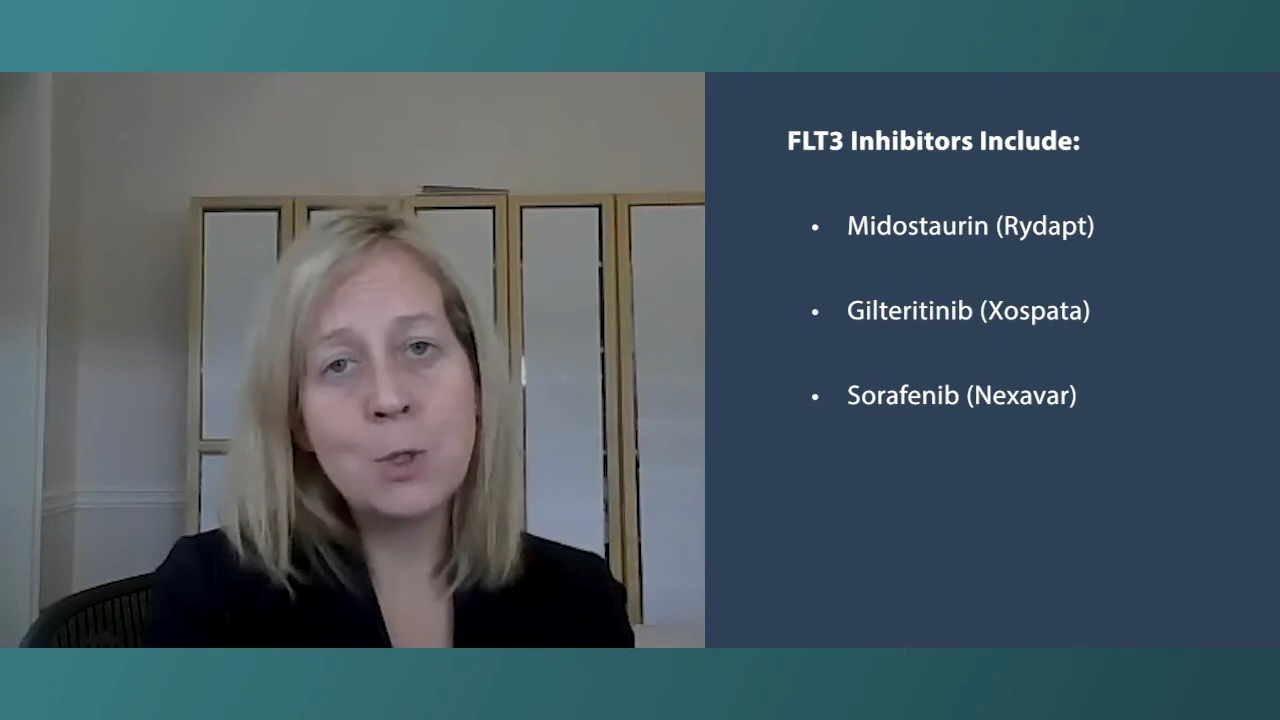 FLT3 Inhibitors Include:
• Midostaurin (Rydapt)
• Gilteritinib (Xospata)
• Sorafenib (Nexavar)